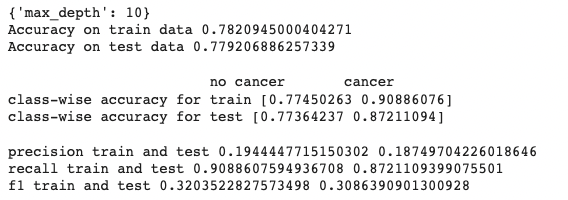 {'max_depth': 10}
Accuracy on train data 0.7820945000404271
Accuracy on test data 0.779206886257339
no cancer cancer
class-wise accuracy for train [0.77450263 0.90886076]
class-wise accuracy for test [0.77364237 0.87211094]
precision train and test 0.1944447715150302 0.18749704226018646
recall train and test 0.9088607594936708 0.8721109399075501
f1 train and test 0.3203522827573498 0.3086390901300928